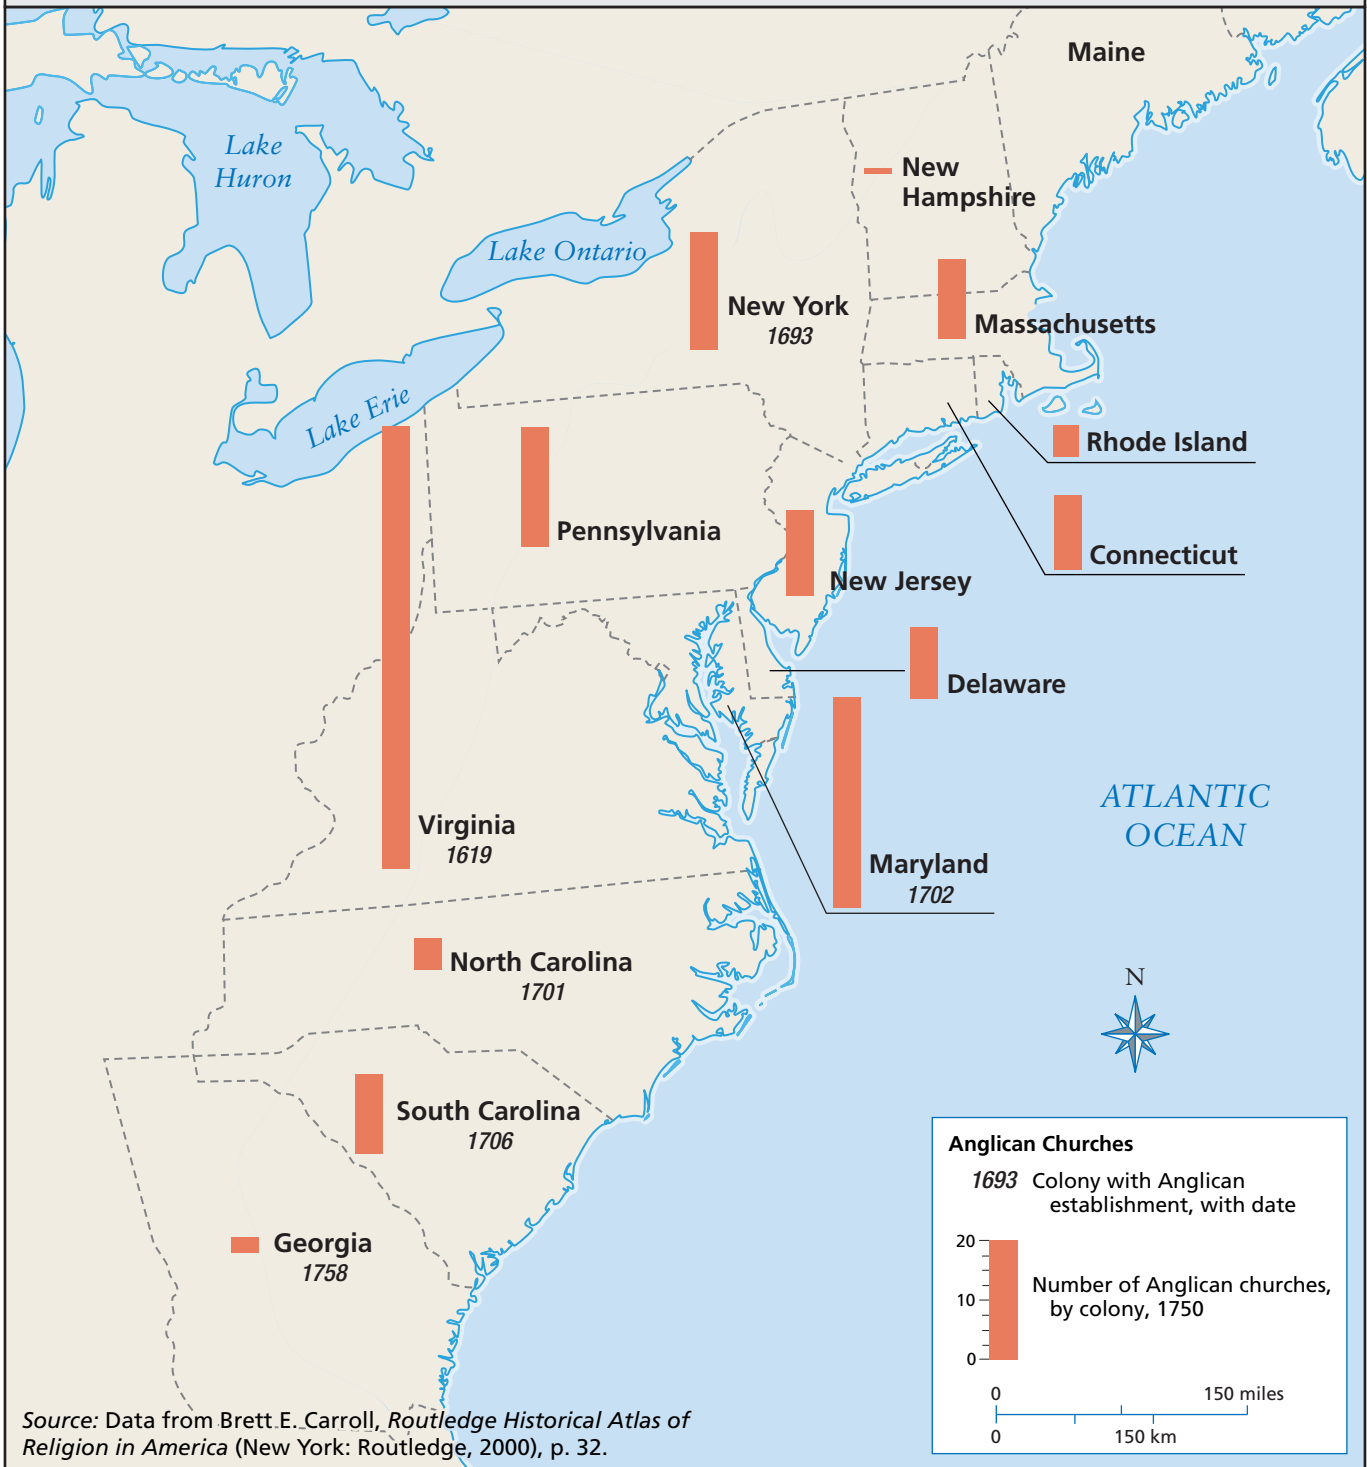 Maine
Lake
Huron
New
Hampshire
Lake Ontario
New York
1693
Massachusetts
Lake Erie
Rhode Island
Pennsylvania
Connecticut
New Jersey
Delaware
Virginia
1619
Maryland
1702
ATLANTIC
OCEAN
North Carolina
1701
N
South Carolina
1706
Georgia
1758
Anglican Churches
1693 Colony with Anglican
establishment, with date
20
10
0
Number of Anglican churches,
by colony, 1750
0 150 miles
0 150 km
Source: Data from Brett E. Carroll, Routledge Historical Atlas of
Religion in America (New York: Routledge, 2000), p. 32.